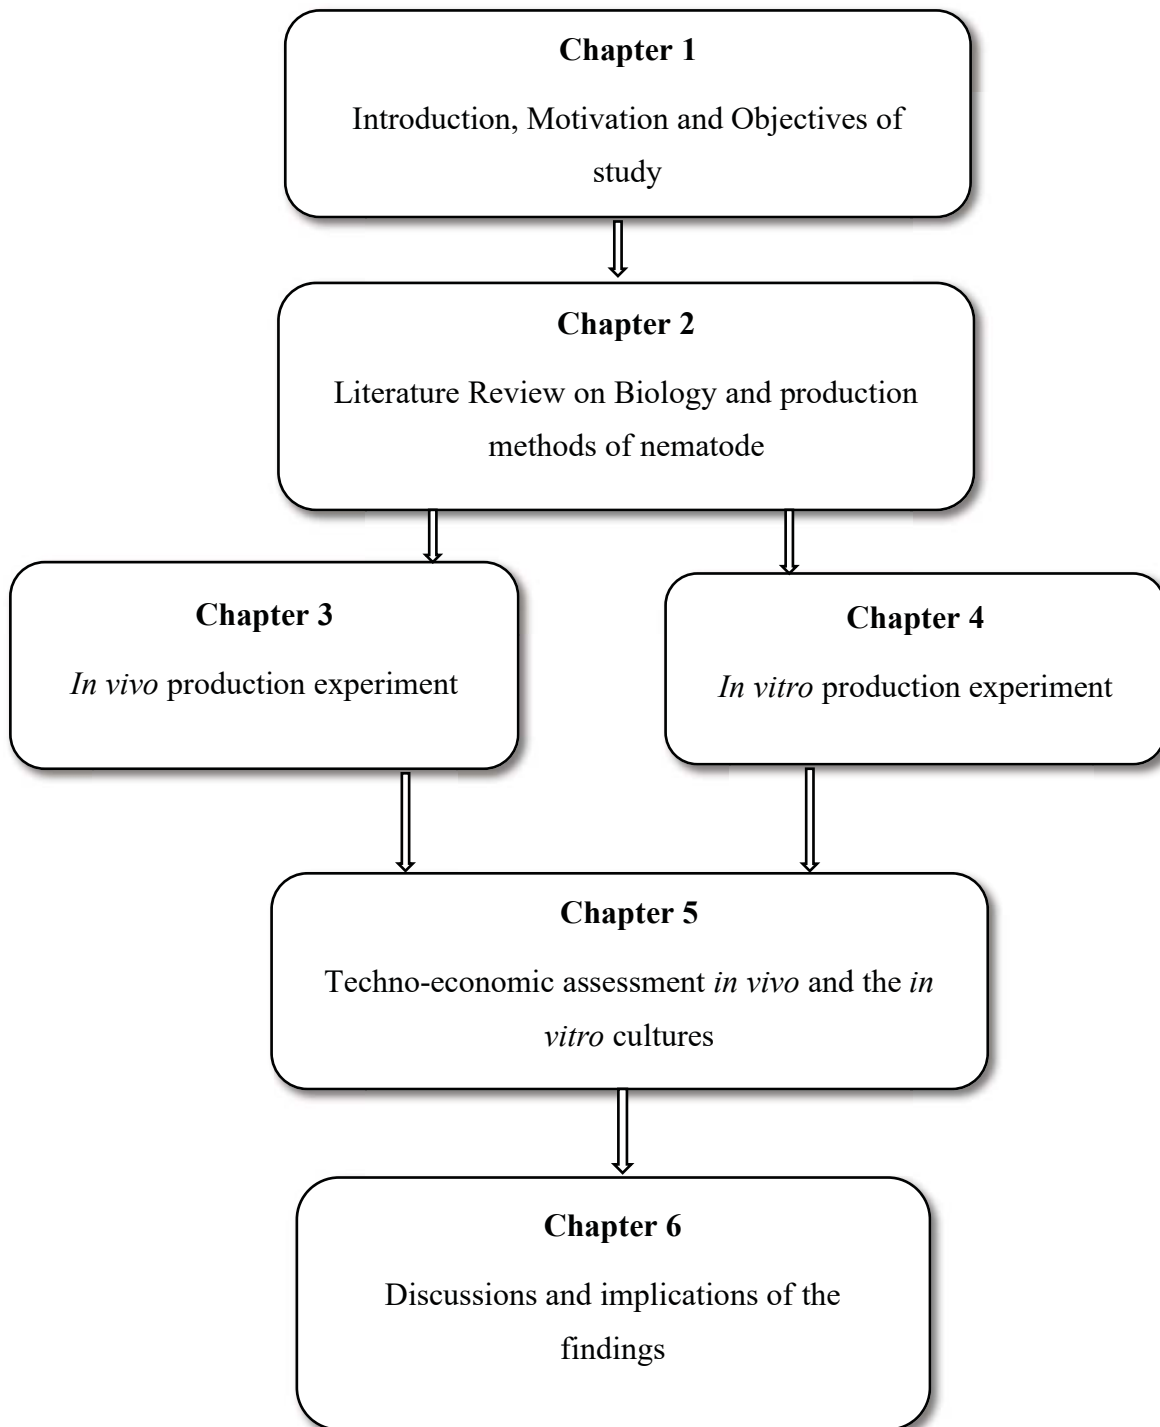 Chapter 1
Introduction, Motivation and Objectives of
study
Chapter 2
Literature Review on Biology and production
methods of nematode
Chapter 3
In vivo production experiment
Chapter 4
In vitro production experiment
Chapter 5
Techno-economic assessment in vivo and the in
vitro cultures
Chapter 6
Discussions and implications of the
findings